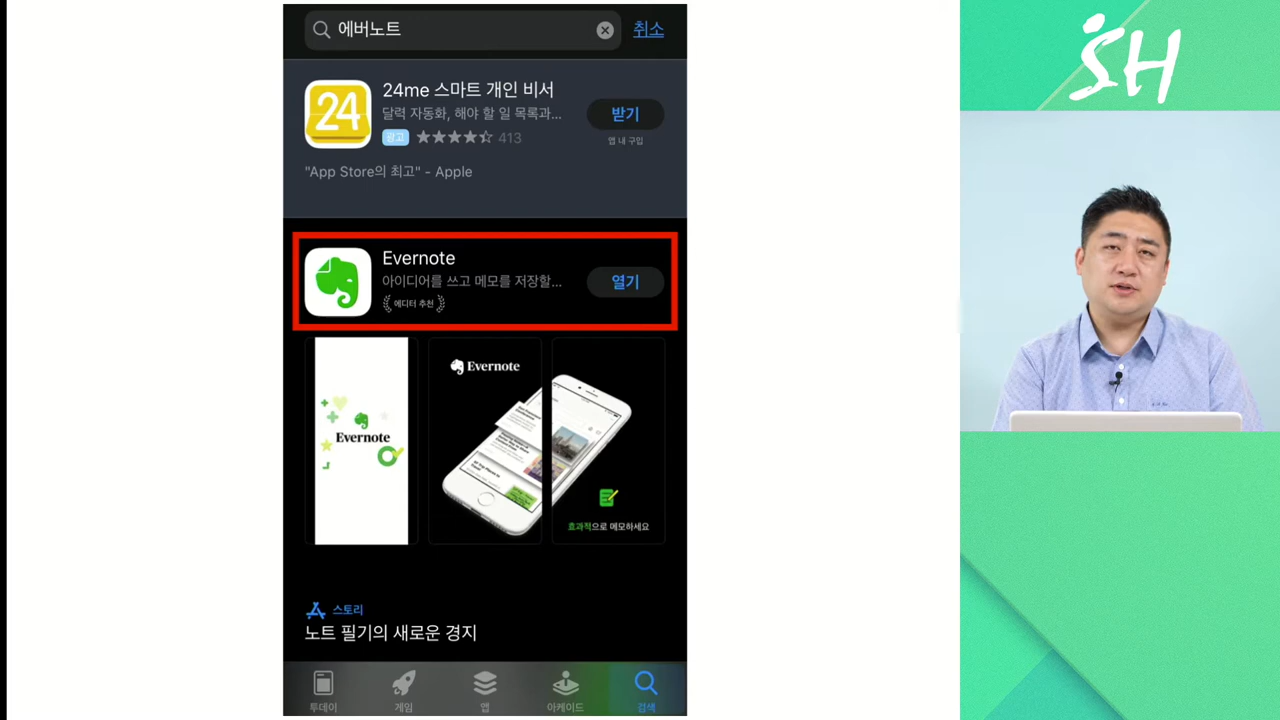 에버노트
취소
24me 스마트 개인 비서
달력 자동화, 해야 할 일 목록과...
받기
광고
413
앱 내 구입
"App Store의 최고" - Apple
24
Evernote
아이디어를 쓰고 메모를 저장할...
에디터 추천
열기
Evernote
Evernote
효과적으로 메모하세요
스토리
노트 필기의 새로운 경지
투데이
게임
앱
아케이드
검색
SH